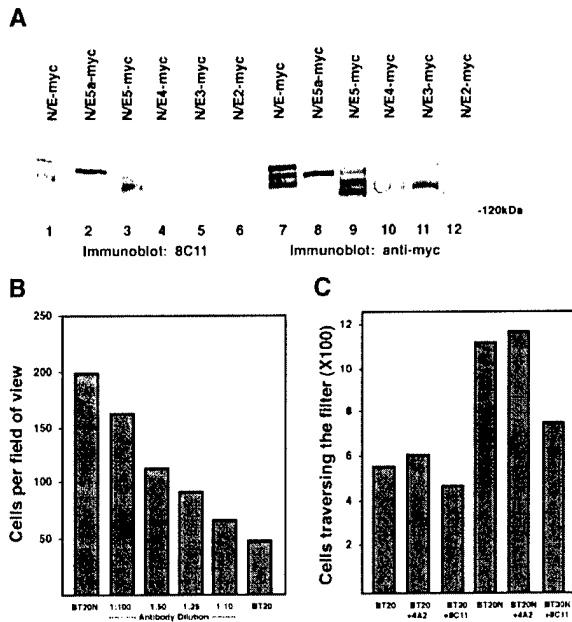 A
N/E-myc
N/E5a-myc
N/E5-myc
N/E4-myc
N/E3-myc
N/E2-myc
N/E-myc
N/E5a-myc
N/E5-myc
N/E4-myc
N/E3-myc
N/E2-myc
-120kDa
1 2 3 4 5 6 7 8 9 10 11 12
Immunoblot: 8C11 Immunoblot: anti-myc
B
Cells per field of view
250
200
150
100
50
BT20N 1:100 1:50 1:25 1:10 BT20
Antibody Dilution
C
Cells traversing the filter (X100)
12
10
8
6
4
2
BT20
BT20 +4A2
BT20 +8C11
BT20N
BT20N +4A2
BT20N +8C11